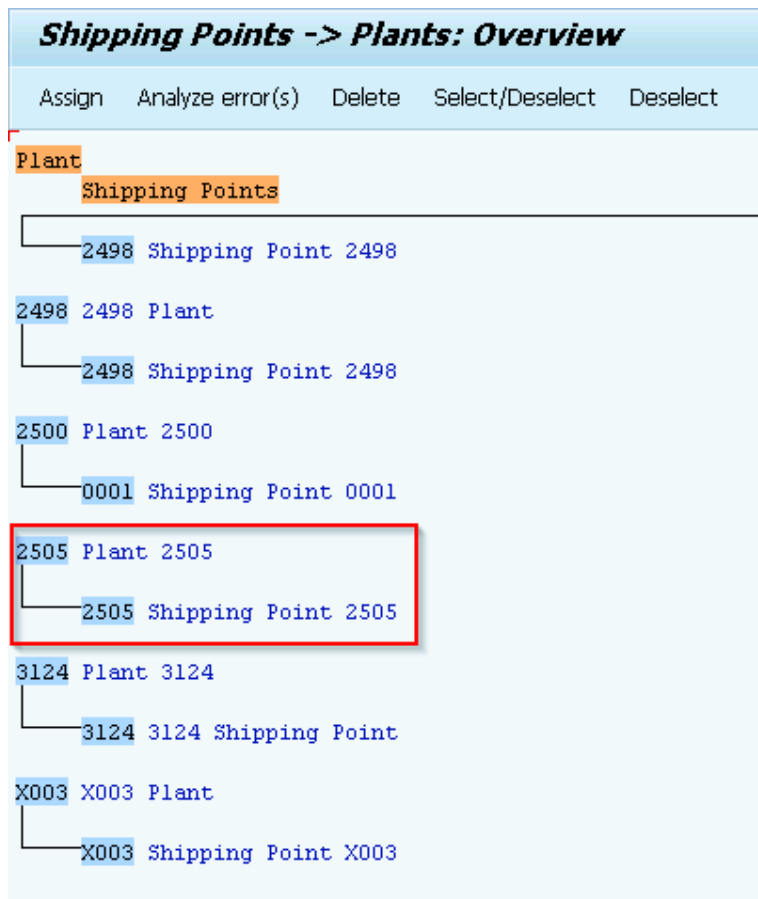 Shipping Points -> Plants: Overview
Assign Analyze error(s) Delete Select/Deselect Deselect
Plant
Shipping Points
2498 Shipping Point 2498
2498 2498 Plant
2498 Shipping Point 2498
2500 Plant 2500
0001 Shipping Point 0001
2505 Plant 2505
2505 Shipping Point 2505
3124 Plant 3124
3124 3124 Shipping Point
X003 X003 Plant
X003 Shipping Point X003